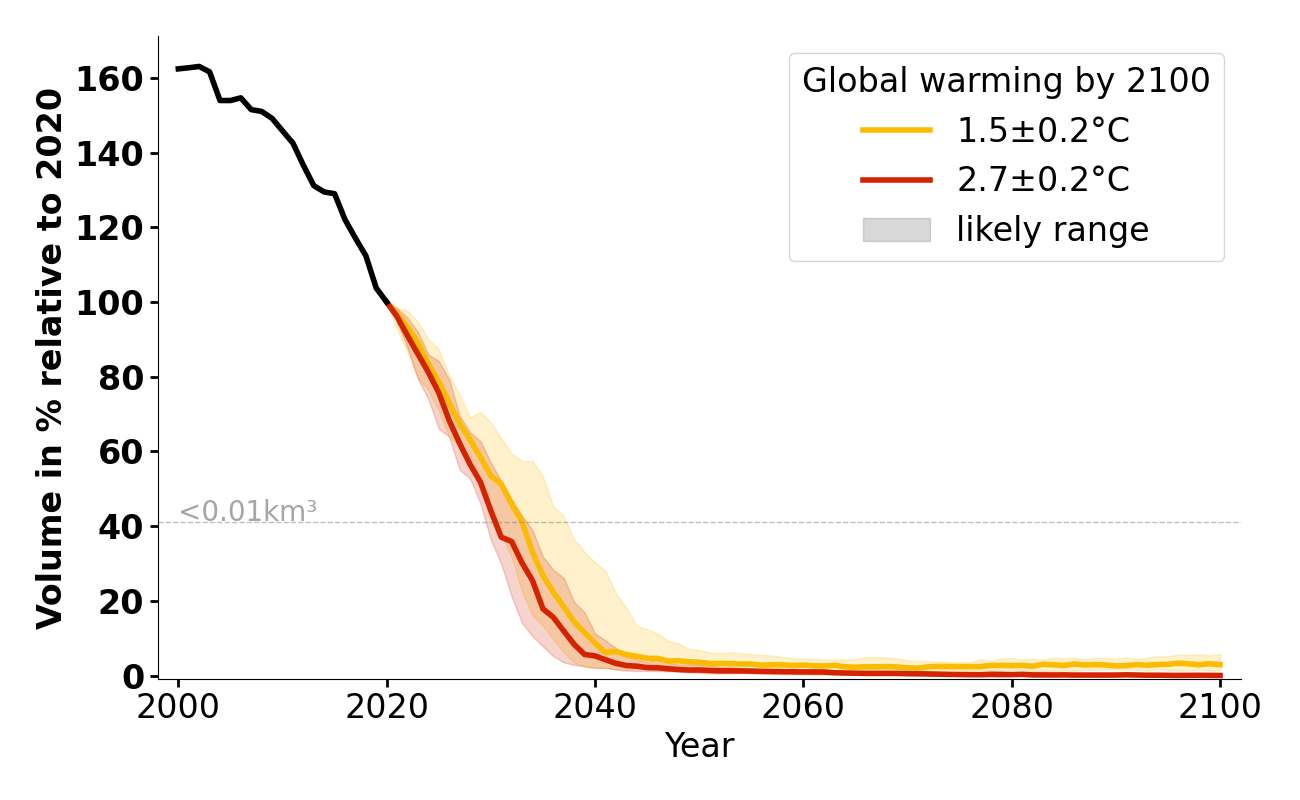 Global warming by 2100
1.5±0.2°C
2.7±0.2°C
likely range
Volume in % relative to 2020
160
140
120
100
80
60
40
20
0
<0.01km³
2000
2020
2040
2060
2080
2100
Year